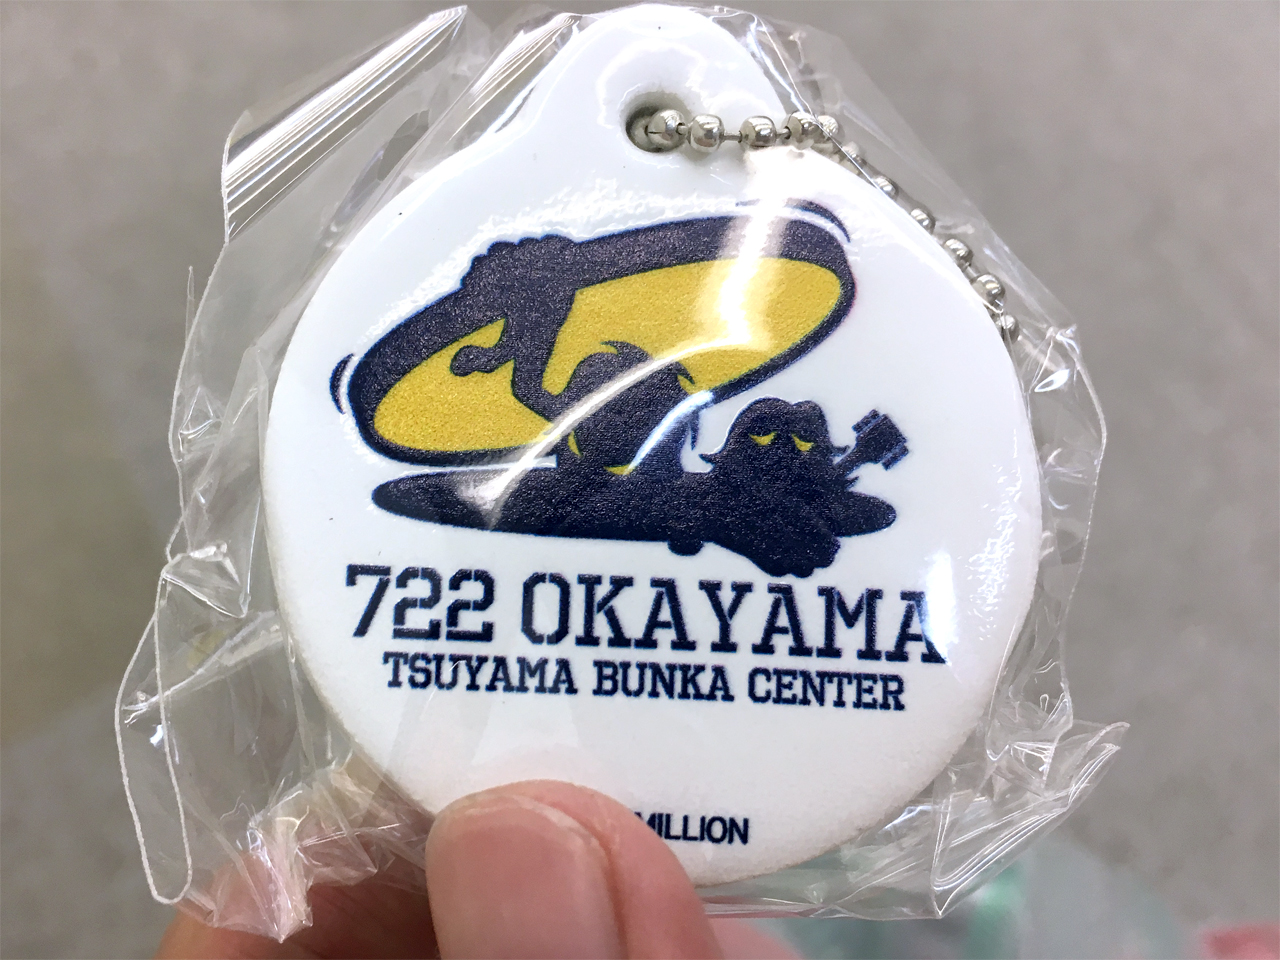 722 OKAYAMA
TSUYAMA BUNKA CENTER
MILLION